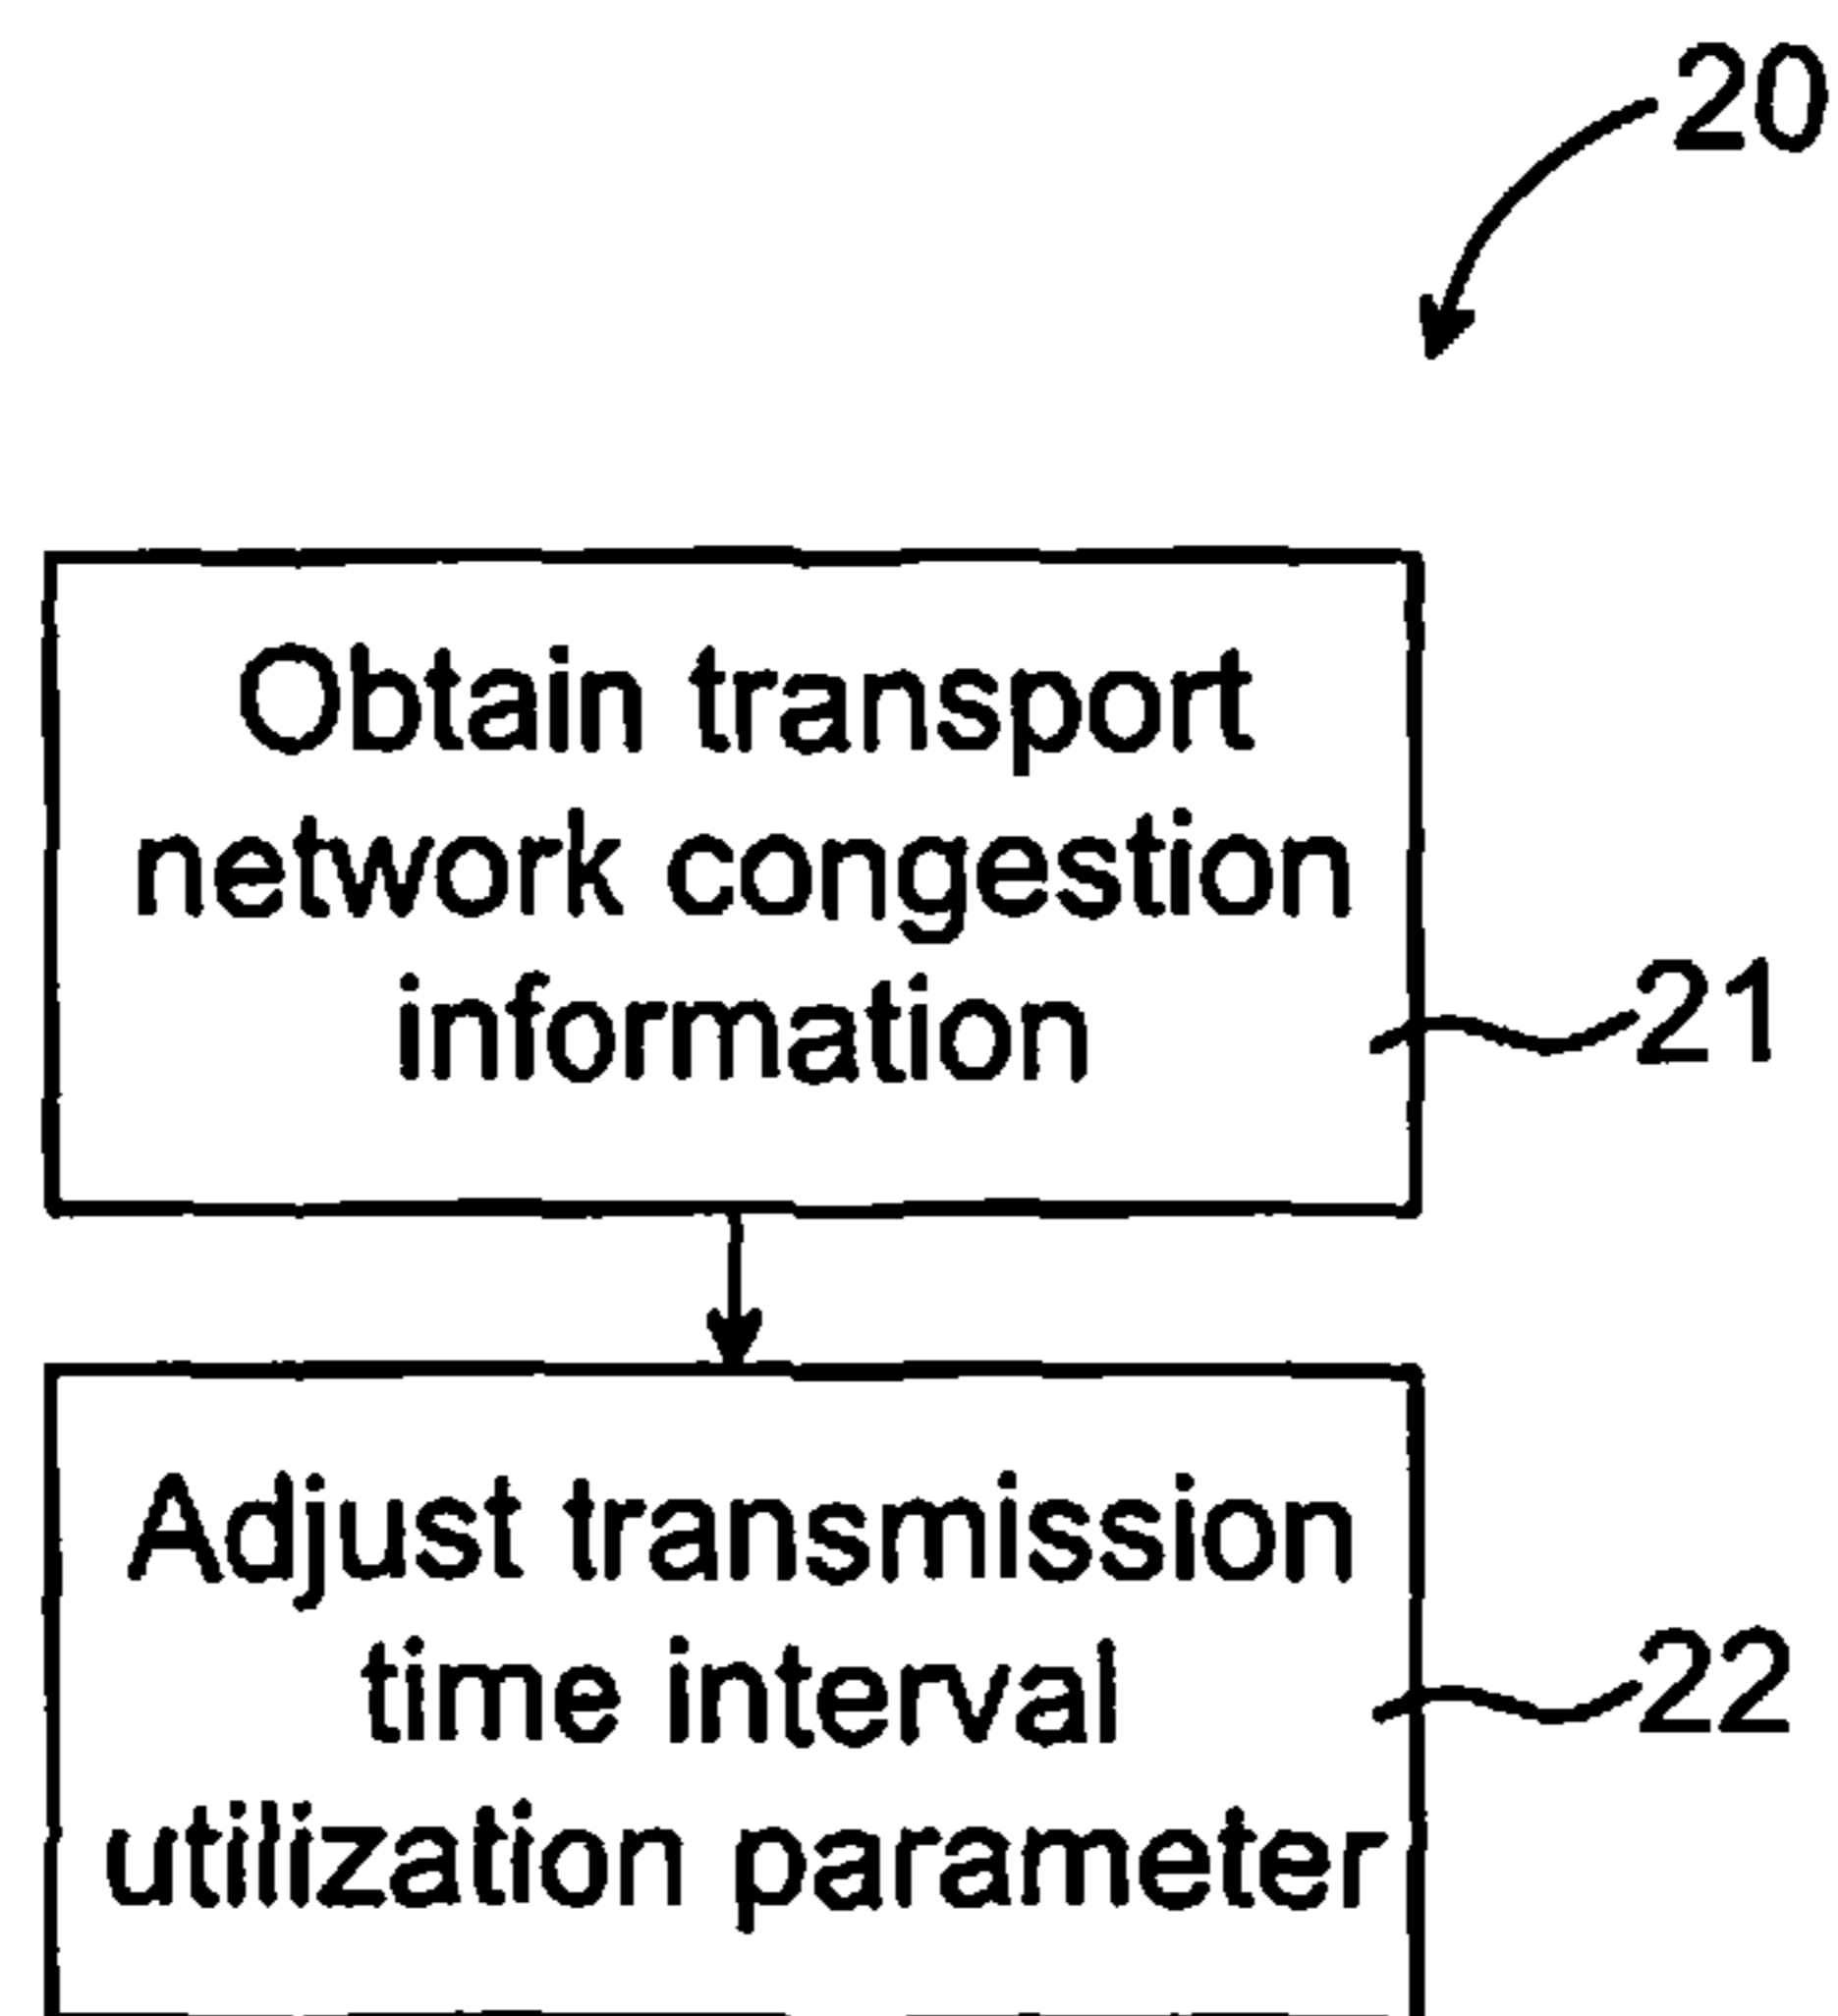 20
Obtain transport
network congestion
information
21
Adjust transmission
time interval
22
utilization parameter